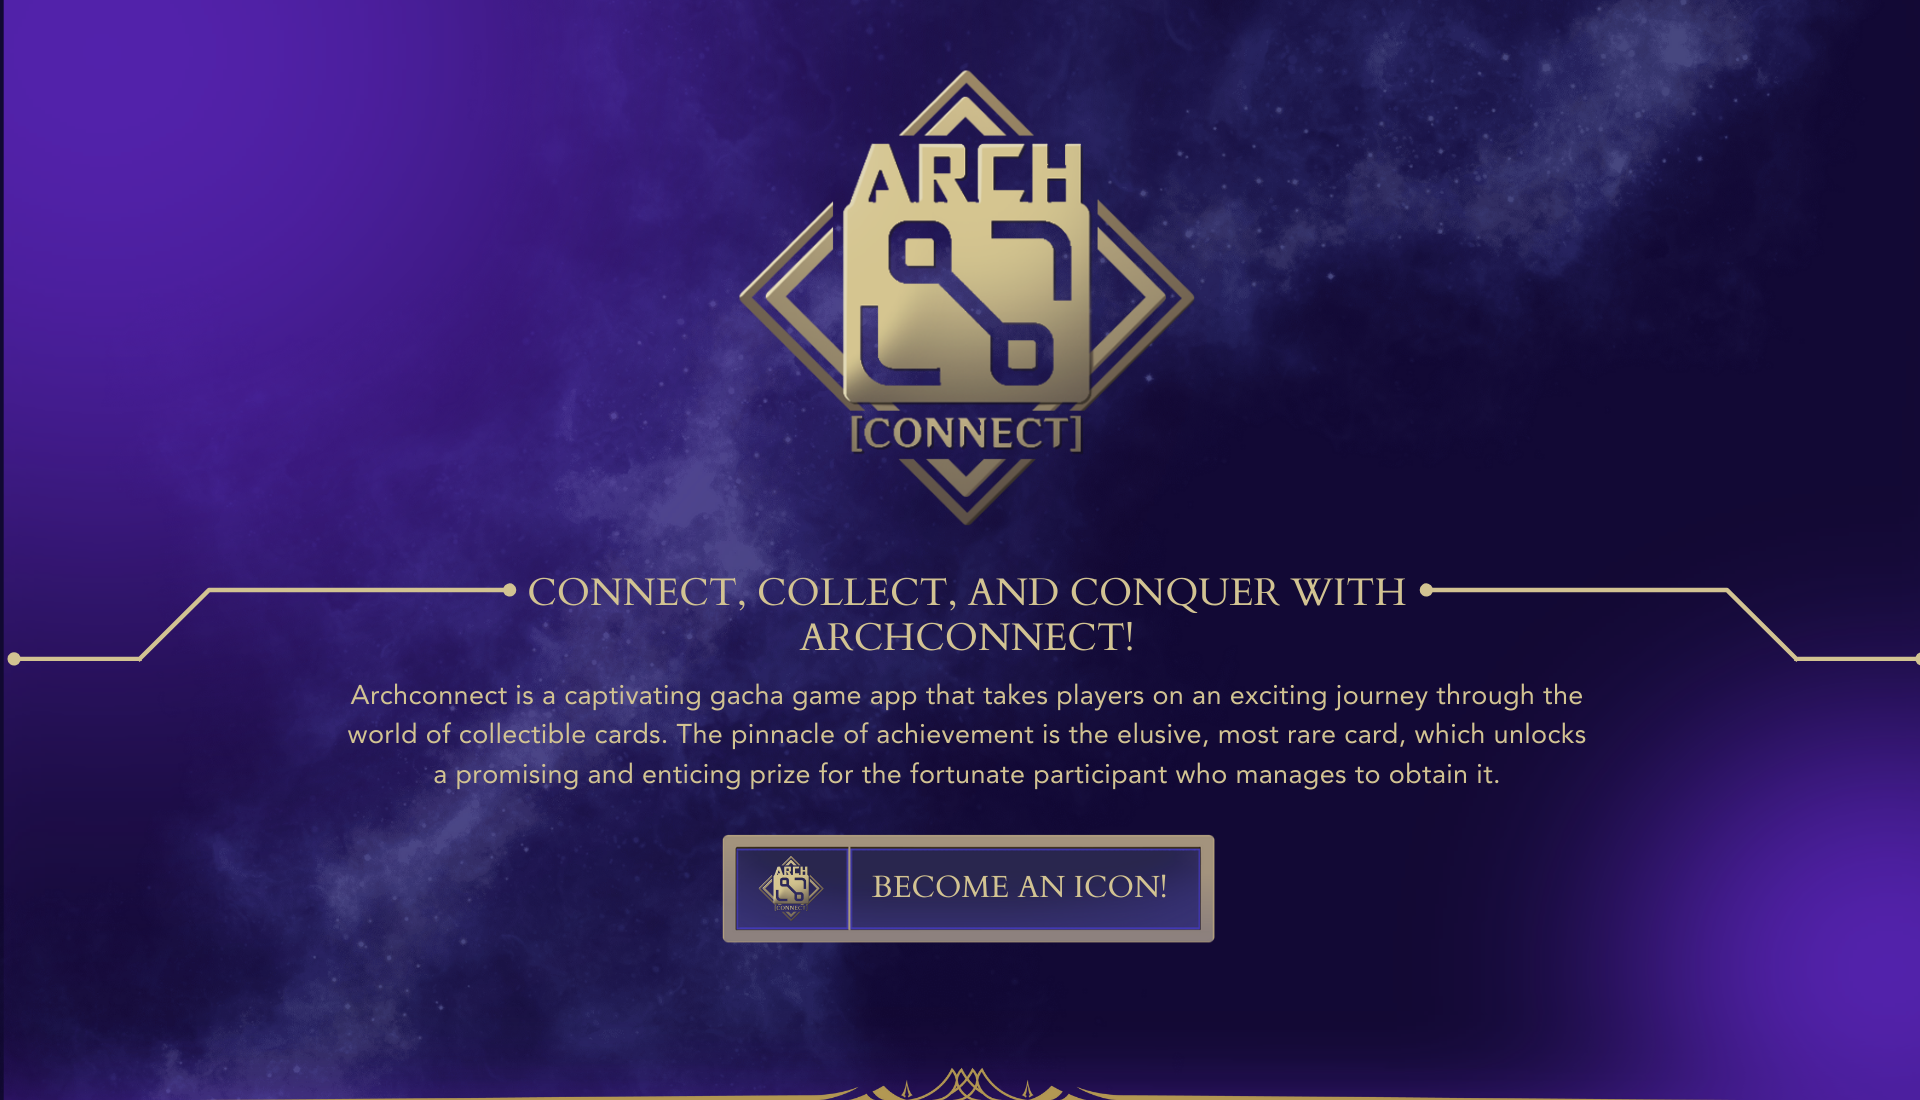 ARCH
[CONNECT]
CONNECT, COLLECT, AND CONQUER WITH
ARCHCONNECT!
Archconnect is a captivating gacha game app that takes players on an exciting journey through the
world of collectible cards. The pinnacle of achievement is the elusive, most rare card, which unlocks
a promising and enticing prize for the fortunate participant who manages to obtain it.
ARCH
CONNECT
BECOME AN ICON!